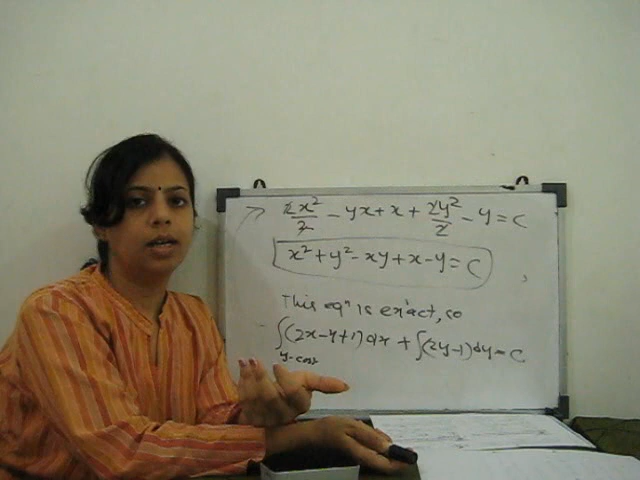 2x²/2 - yx + x + 2y²/2 - y = c
x² + y² - xy + x - y = c
This eqⁿ is exact, so
∫(2x-y+1)dx + ∫(2y-1)dy = c
y-cons